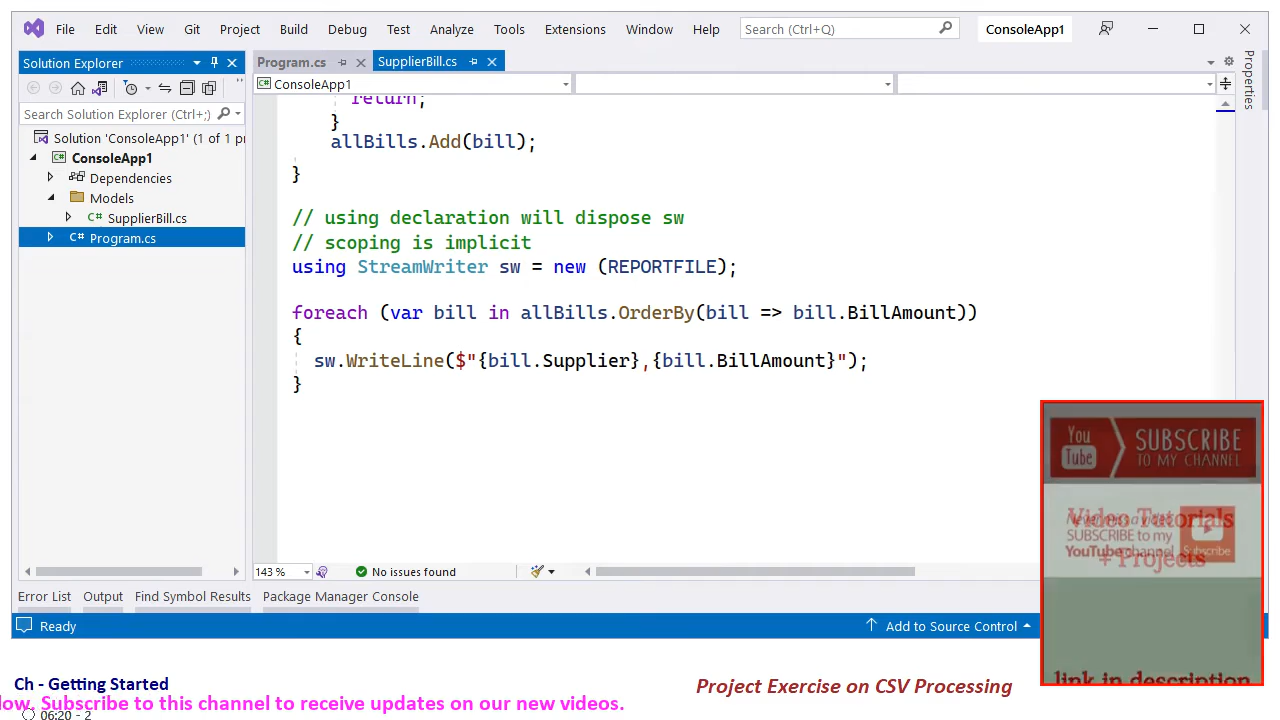 File Edit View Git Project Build Debug Test Analyze Tools Extensions Window Help Search (Ctrl+Q) ConsoleApp1
Solution Explorer
Program.cs SupplierBill.cs
ConsoleApp1
Search Solution Explorer (Ctrl+;)
Solution 'ConsoleApp1' (1 of 1 pr
ConsoleApp1
Dependencies
Models
C# SupplierBill.cs
C# Program.cs
return;
}
allBills.Add(bill);
}
// using declaration will dispose sw
// scoping is implicit
using StreamWriter sw = new (REPORTFILE);
foreach (var bill in allBills.OrderBy(bill => bill.BillAmount))
{
sw.WriteLine($"{bill.Supplier},{bill.BillAmount}");
}
Properties
143 % No issues found
Error List Output Find Symbol Results Package Manager Console
Ready Add to Source Control
You Tube SUBSCRIBE TO MY CHANNEL
Video Tutorials
Never miss a video
SUBSCRIBE to my
YouTube channel Subscribe
+ Projects
link in description
Ch - Getting Started
Project Exercise on CSV Processing
low. Subscribe to this channel to receive updates on our new videos.
06:20 - 2